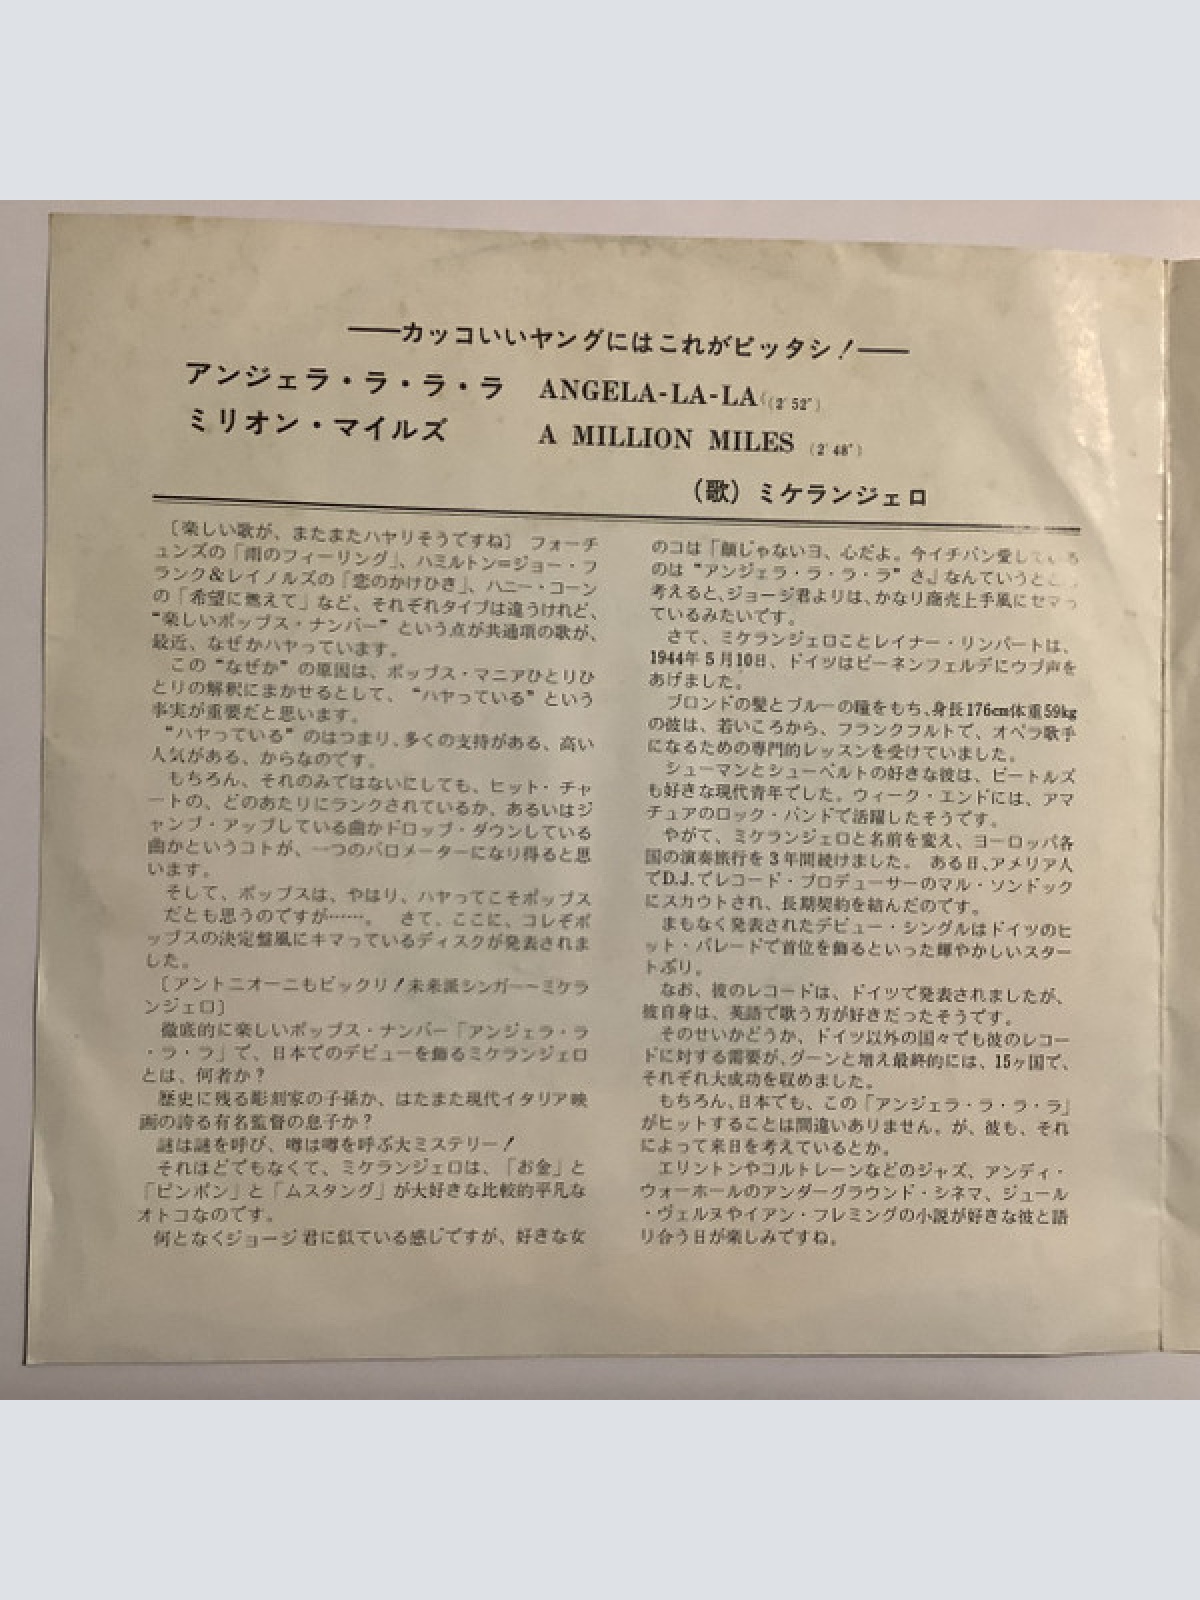 ――カッコいいヤングにはこれがピッタシ!――
アンジェラ・ラ・ラ・ラ ANGELA-LA-LA (2′52″)
ミリオン・マイルズ A MILLION MILES (2′48″)
(歌) ミケランジェロ
〔楽しい歌が、またまたハヤリそうですね〕 フォーチ
ュンズの「雨のフィーリング」、ハミルトン=ジョー・フ
ランク&レイノルズの「恋のかけひき」、ハニー・コーン
の「希望に燃えて」など、それぞれタイプは違うけれど、
"楽しいポップス・ナンバー" という点が共通項の歌が、
最近、なぜかハヤっています。
この "なぜか" の原因は、ポップス・マニアひとりひ
とりの解釈にまかせるとして、 "ハヤっている" という
事実が重要だと思います。
"ハヤっている" のはつまり、多くの支持がある、高い
人気がある、からなのです。
もちろん、それのみではないにしても、ヒット・チャ
ートの、どのあたりにランクされているか、あるいはジ
ャンプ・アップしている曲かドロップ・ダウンしている
曲かというコトが、一つのバロメーターになり得ると思
います。
そして、ポップスは、やはり、ハヤってこそポップス
だとも思うのですが……。 さて、ここに、コレぞポ
ップスの決定盤風にキマっているディスクが発表されま
した。
〔アントニオーニもビックリ!未来派シンガー~ミケラ
ンジェロ〕
徹底的に楽しいポップス・ナンバー「アンジェラ・ラ
・ラ・ラ」で、日本でのデビューを飾るミケランジェロ
とは、何者か?
歴史に残る彫刻家の子孫か、はたまた現代イタリア映
画の誇る有名監督の息子か?
謎は謎を呼び、噂は噂を呼ぶ大ミステリー!
それほどでもなくて、ミケランジェロは、「お金」と
「ピンポン」と「ムスタング」が大好きな比較的平凡な
オトコなのです。
何となくジョージ君に似ている感じですが、好きな女
のコは「顔じゃないヨ、心だよ。今イチバン愛している
のは "アンジェラ・ラ・ラ・ラ" さ」なんていうとこ
考えると、ジョージ君よりは、かなり商売上手風にセマっ
ているみたいです。
さて、ミケランジェロことレイナー・リンパートは、
1944年5月10日、ドイツはビーネンフェルデにウブ声を
あげました。
ブロンドの髪とブルーの瞳をもち、身長176cm体重59kg
の彼は、若いころから、フランクフルトで、オペラ歌手
になるための専門的レッスンを受けていました。
シューマンとシューベルトの好きな彼は、ビートルズ
も好きな現代青年でした。ウィーク・エンドには、アマ
チュアのロック・バンドで活躍したそうです。
やがて、ミケランジェロと名前を変え、ヨーロッパ各
国の演奏旅行を3年間続けました。 ある日、アメリア人
でD.J.でレコード・プロデューサーのマル・ソンドック
にスカウトされ、長期契約を結んだのです。
まもなく発表されたデビュー・シングルはドイツのヒ
ット・パレードで首位を飾るといった輝やかしいスター
トぶり。
なお、彼のレコードは、ドイツで発表されましたが、
彼自身は、英語で歌う方が好きだったそうです。
そのせいかどうか、ドイツ以外の国々でも彼のレコー
ドに対する需要が、グーンと増え最終的には、15ヶ国で、
それぞれ大成功を収めました。
もちろん、日本でも、この「アンジェラ・ラ・ラ・ラ」
がヒットすることは間違いありません。が、彼も、それ
によって来日を考えているとか。
エリントンやコルトレーンなどのジャズ、アンディ・
ウォーホールのアンダーグラウンド・シネマ、ジュール
・ヴェルヌやイアン・フレミングの小説が好きな彼と語
り合う日が楽しみですね。